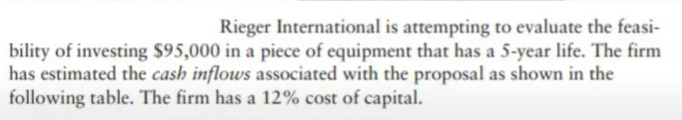 Rieger International is attempting to evaluate the feasi-
bility of investing $95,000 in a piece of equipment that has a 5-year life. The firm
has estimated the cash inflows associated with the proposal as shown in the
following table. The firm has a 12% cost of capital.